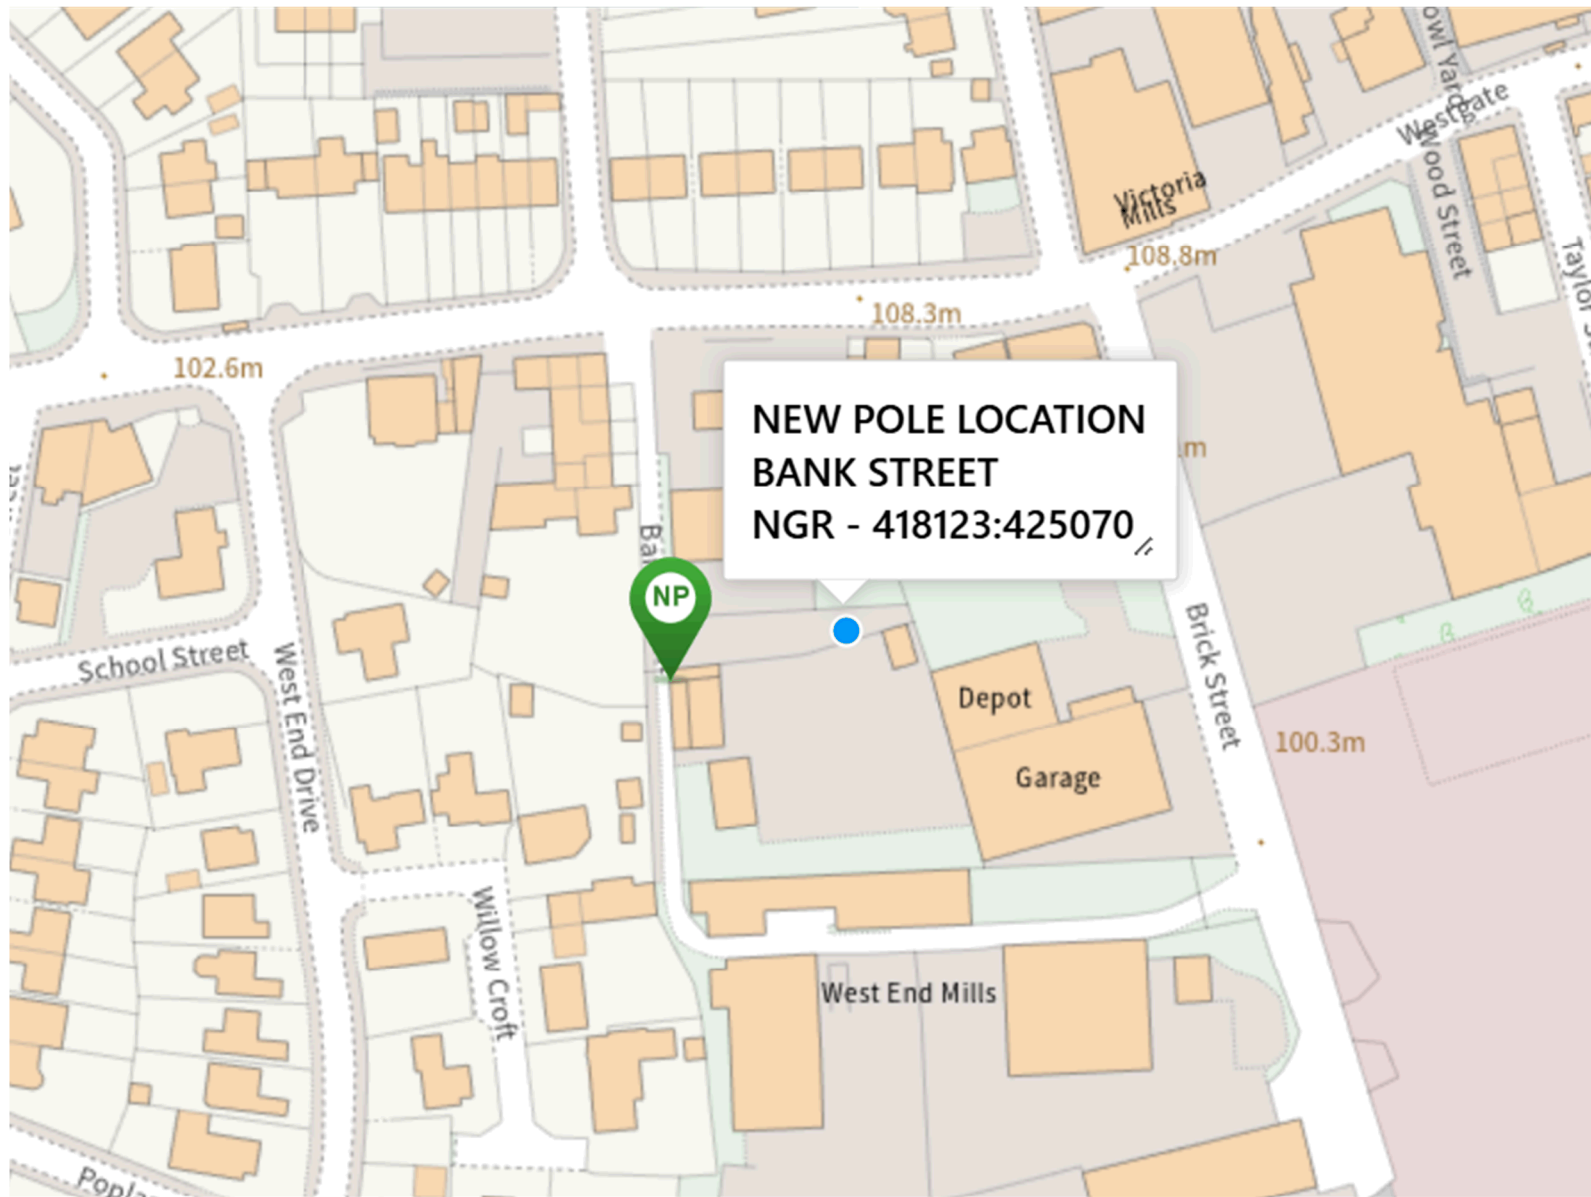 Westgate
Wood Street
Victoria
Mills
108.8m
108.3m
102.6m
NEW POLE LOCATION
BANK STREET
NGR - 418123:425070
NP
School Street
West End Drive
Brick Street
Depot
100.3m
Garage
Willow Croft
West End Mills